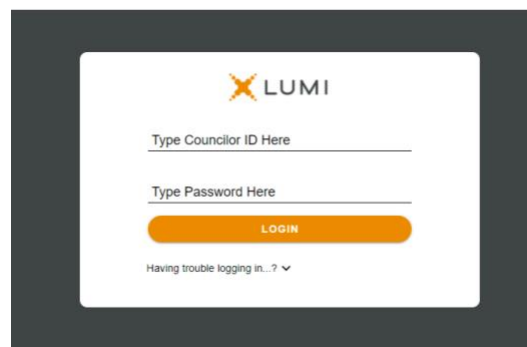 LUMI
Type Councilor ID Here
Type Password Here
LOGIN
Having trouble logging in...?